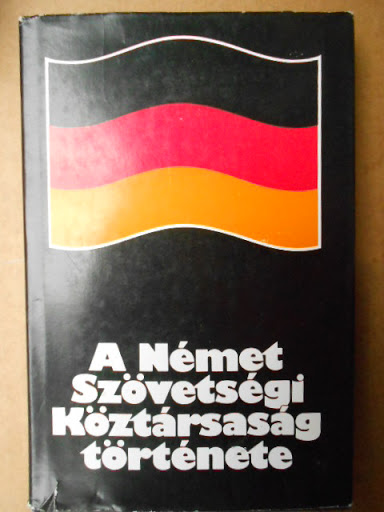 A Német
Szövetségi
Köztársaság
története